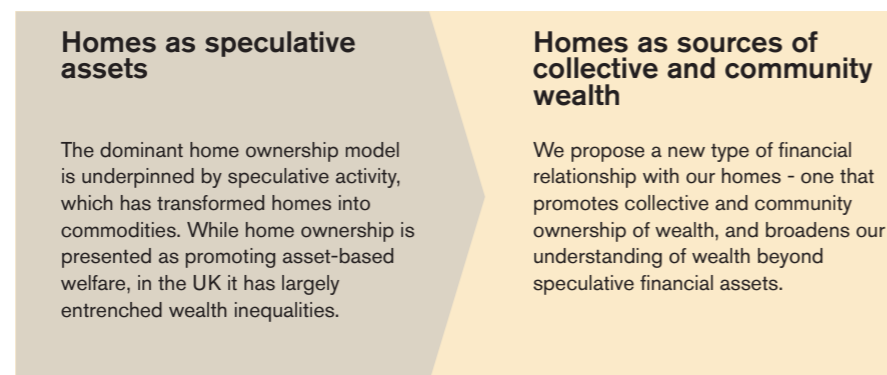 Homes as speculative
assets
The dominant home ownership model
is underpinned by speculative activity,
which has transformed homes into
commodities. While home ownership is
presented as promoting asset-based
welfare, in the UK it has largely
entrenched wealth inequalities.
Homes as sources of
collective and community
wealth
We propose a new type of financial
relationship with our homes - one that
promotes collective and community
ownership of wealth, and broadens our
understanding of wealth beyond
speculative financial assets.